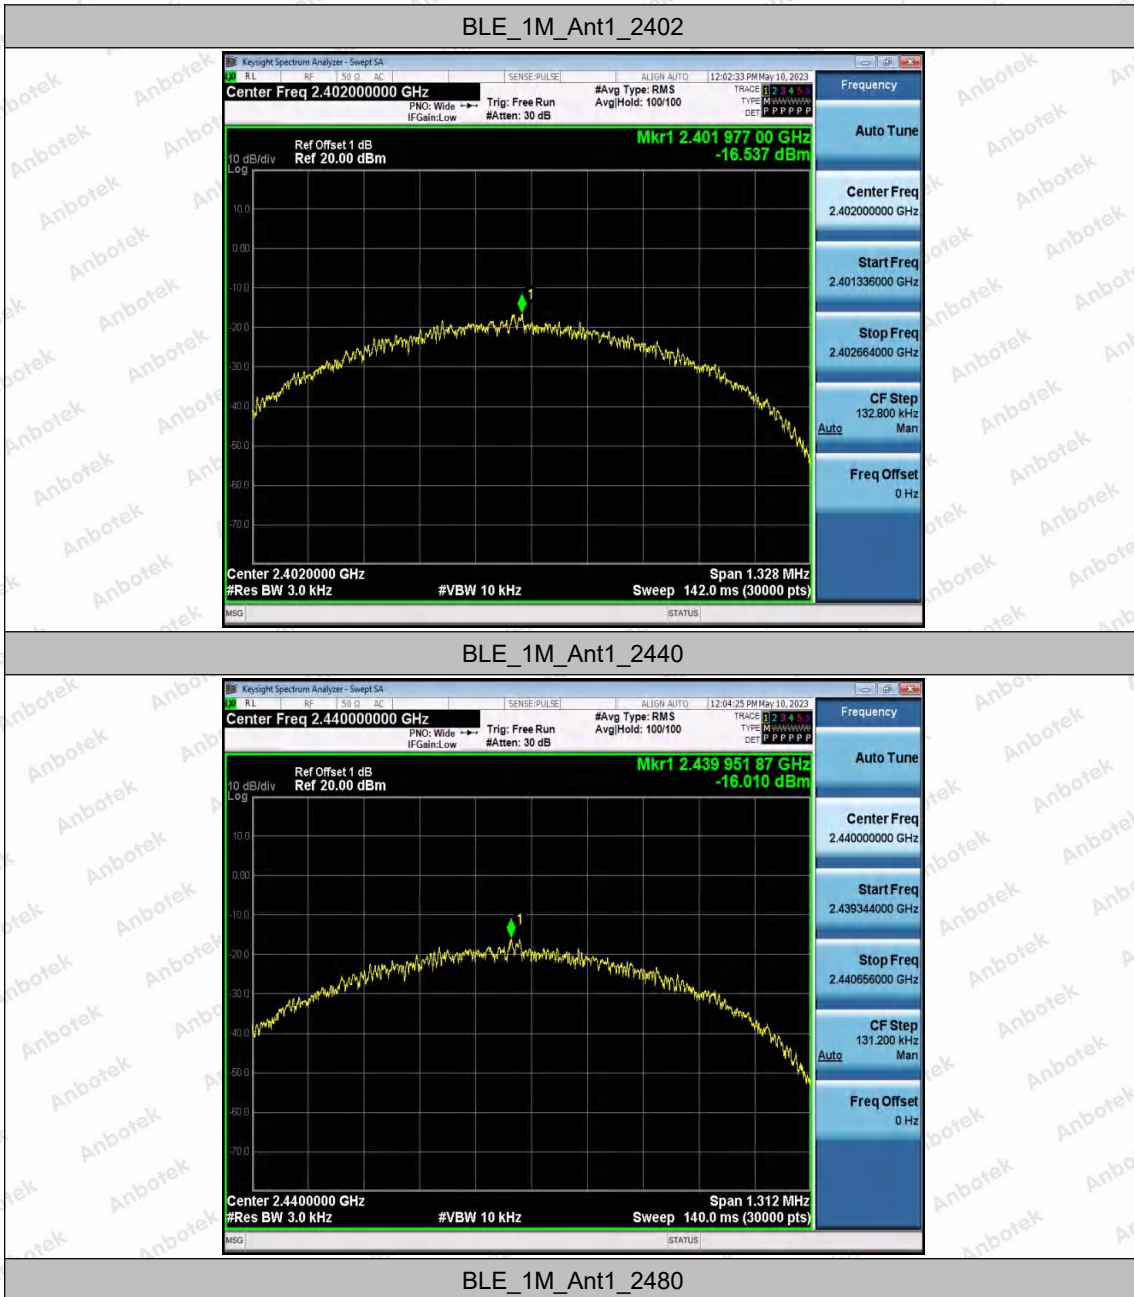 BLE_1M_Ant1_2402
Keysight Spectrum Analyzer - Swept SA
RL RF 50 Ω AC SENSE:PULSE ALIGN AUTO 12:02:33 PM May 10, 2023
Center Freq 2.402000000 GHz
PNO: Wide
IFGain:Low
Trig: Free Run
#Atten: 30 dB
#Avg Type: RMS
Avg|Hold: 100/100
TRACE 1 2 3 4 5 6
TYPE M W W W W W
DET P P P P P P
Frequency
Mkr1 2.401 977 00 GHz
-16.537 dBm
Ref Offset 1 dB
10 dB/div Ref 20.00 dBm
Log
10.0
0.00
-10.0
-20.0
-30.0
-40.0
-50.0
-60.0
-70.0
1
Center 2.4020000 GHz Span 1.328 MHz
#Res BW 3.0 kHz #VBW 10 kHz Sweep 142.0 ms (30000 pts)
MSG STATUS
Auto Tune
Center Freq
2.402000000 GHz
Start Freq
2.401336000 GHz
Stop Freq
2.402664000 GHz
CF Step
132.800 kHz
Auto Man
Freq Offset
0 Hz
BLE_1M_Ant1_2440
Keysight Spectrum Analyzer - Swept SA
RL RF 50 Ω AC SENSE:PULSE ALIGN AUTO 12:04:25 PM May 10, 2023
Center Freq 2.440000000 GHz
PNO: Wide
IFGain:Low
Trig: Free Run
#Atten: 30 dB
#Avg Type: RMS
Avg|Hold: 100/100
TRACE 1 2 3 4 5 6
TYPE M W W W W W
DET P P P P P P
Frequency
Mkr1 2.439 951 87 GHz
-16.010 dBm
Ref Offset 1 dB
10 dB/div Ref 20.00 dBm
Log
10.0
0.00
-10.0
-20.0
-30.0
-40.0
-50.0
-60.0
-70.0
1
Center 2.4400000 GHz Span 1.312 MHz
#Res BW 3.0 kHz #VBW 10 kHz Sweep 140.0 ms (30000 pts)
MSG STATUS
Auto Tune
Center Freq
2.440000000 GHz
Start Freq
2.439344000 GHz
Stop Freq
2.440656000 GHz
CF Step
131.200 kHz
Auto Man
Freq Offset
0 Hz
BLE_1M_Ant1_2480
Anbotek